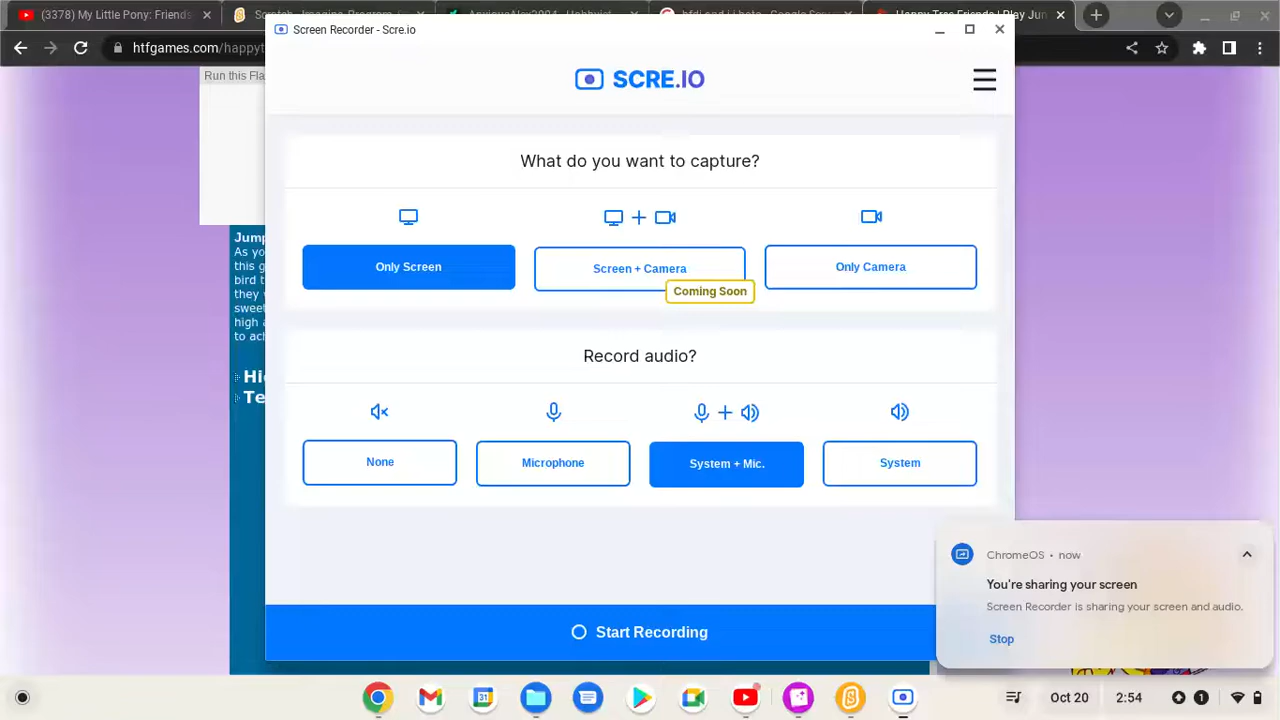 (3378) My Little Pony: Friends
Happy Tree Friends | Play Jun
htfgames.com/happyt
Screen Recorder - Scre.io
SCRE.IO
Run this Fla
What do you want to capture?
Only Screen
Screen + Camera
Coming Soon
Only Camera
Record audio?
None
Microphone
System + Mic.
System
Start Recording
Jump
As yo
this g
bird t
they
sweet
high a
to ach
Hi
Te
ChromeOS • now
You're sharing your screen
Screen Recorder is sharing your screen and audio.
Stop
31
Oct 20
2:54
1